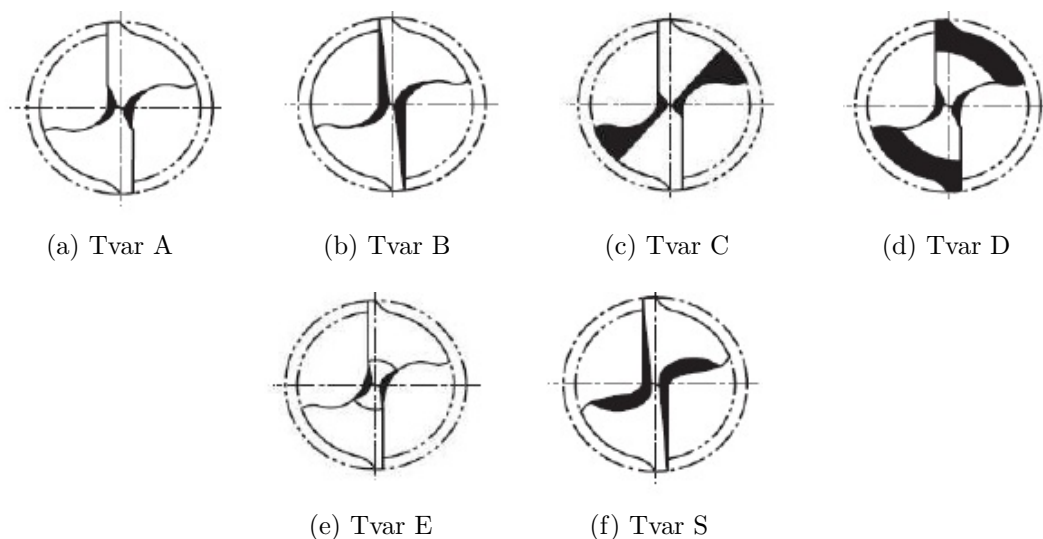 (a) Tvar A
(b) Tvar B
(c) Tvar C
(d) Tvar D
(e) Tvar E
(f) Tvar S